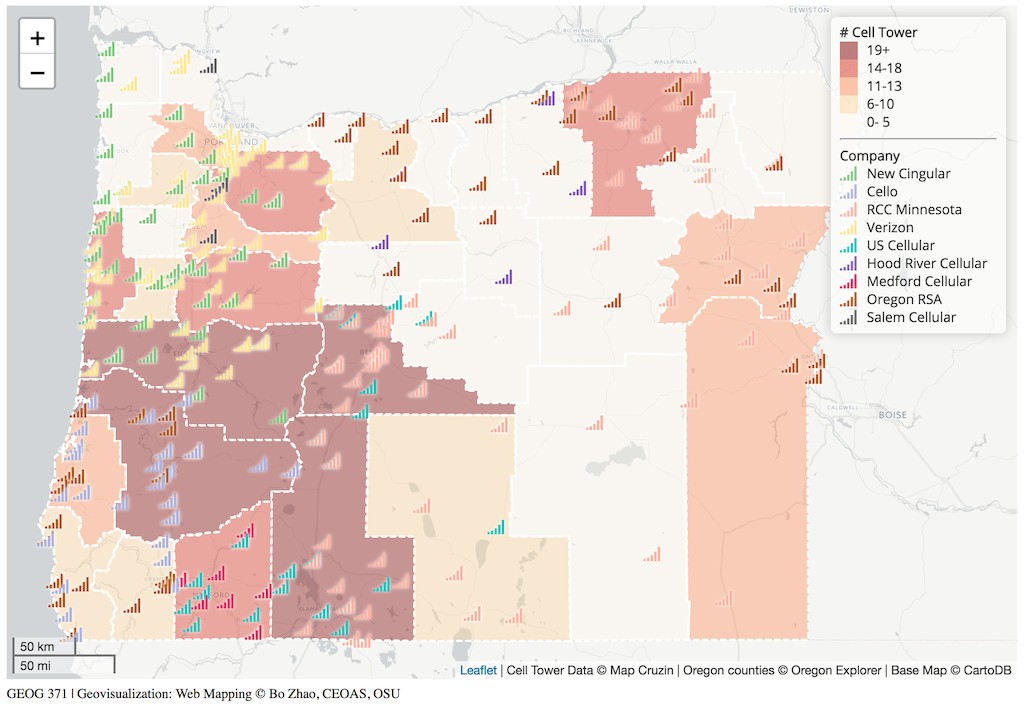 +
−
LEWISTON
RICHLAND
KENNEWICK
WALLA WALLA
VANCOUVER
PORTLAND
LA GRANDE
CALDWELL
BOISE
MEDFORD
# Cell Tower
19+
14-18
11-13
6-10
0- 5
Company
New Cingular
Cello
RCC Minnesota
Verizon
US Cellular
Hood River Cellular
Medford Cellular
Oregon RSA
Salem Cellular
50 km
50 mi
Leaflet | Cell Tower Data © Map Cruzin | Oregon counties © Oregon Explorer | Base Map © CartoDB
GEOG 371 | Geovisualization: Web Mapping © Bo Zhao, CEOAS, OSU